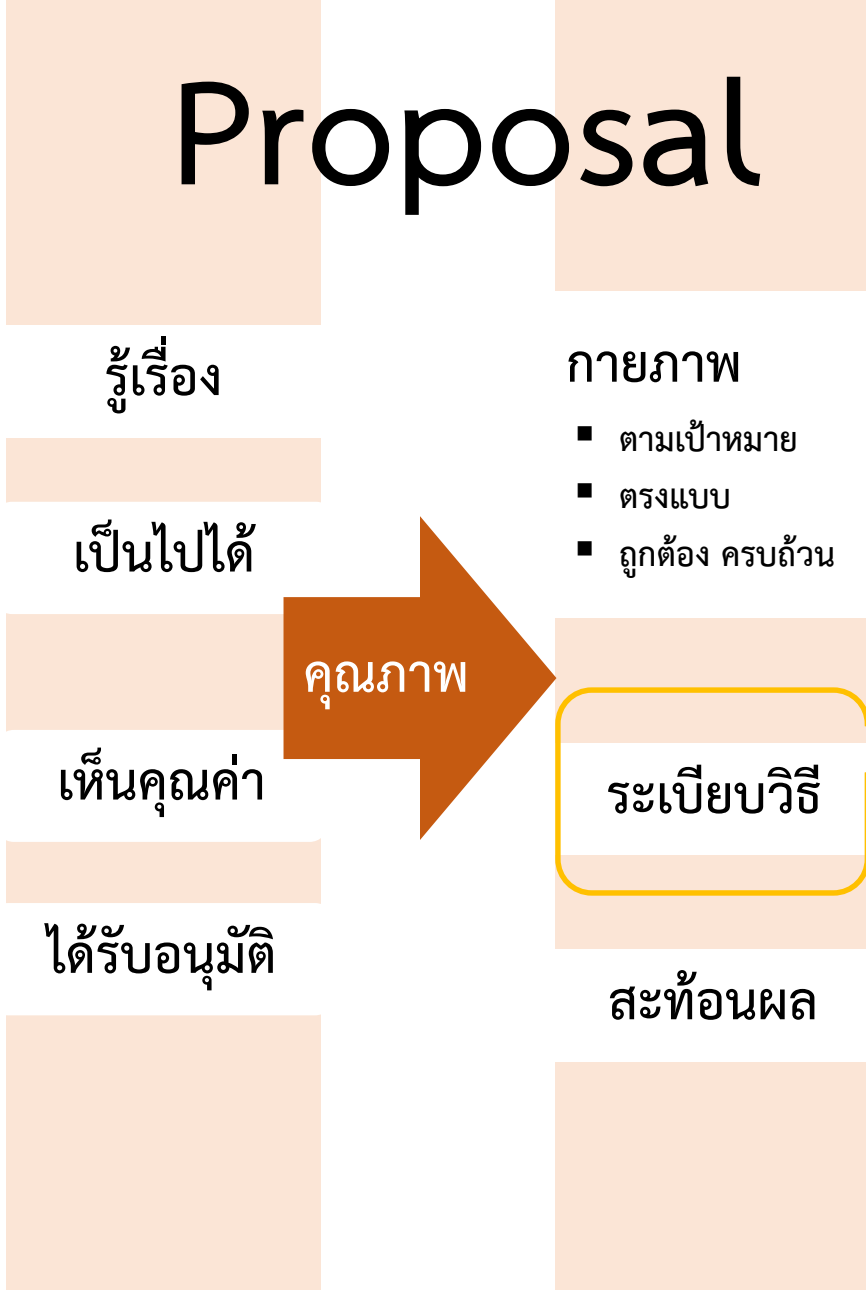 Proposal
รู้เรื่อง
เป็นไปได้
เห็นคุณค่า
ได้รับอนุมัติ
คุณภาพ
กายภาพ
▪ ตามเป้าหมาย
▪ ตรงแบบ
▪ ถูกต้อง ครบถ้วน
ระเบียบวิธี
สะท้อนผล